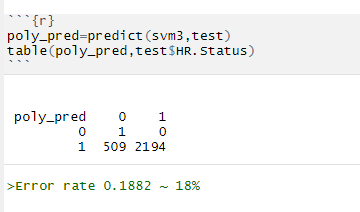 ```{r}
poly_pred=predict(svm3,test)
table(poly_pred,test$HR.Status)
```
poly_pred    0    1
        0    1    0
        1  509 2194
>Error rate 0.1882 ~ 18%